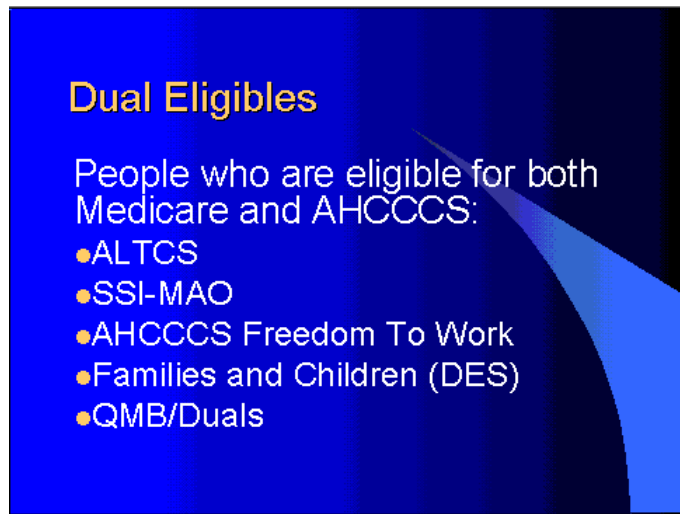 Dual Eligibles
People who are eligible for both
Medicare and AHCCCS:
ALTCS
SSI-MAO
AHCCCS Freedom To Work
Families and Children (DES)
QMB/Duals